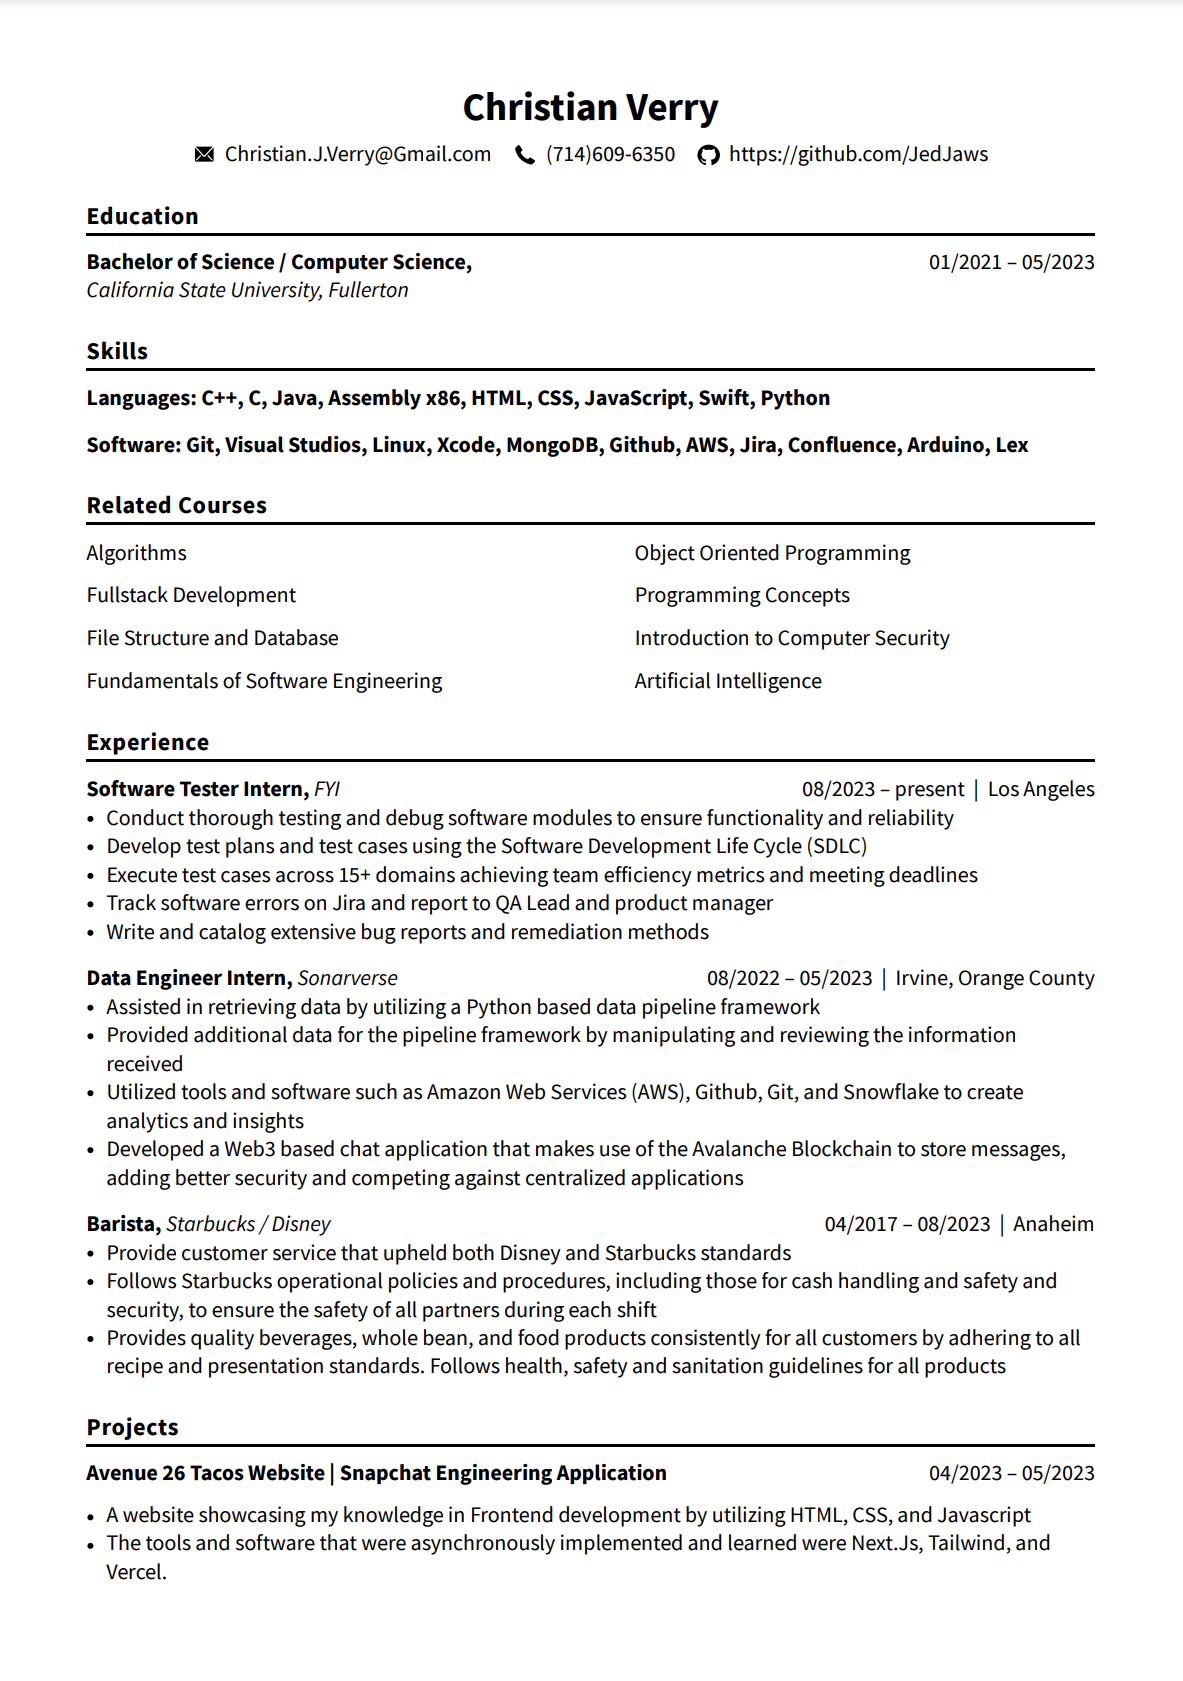 Christian Verry
Christian.J.Verry@Gmail.com (714)609-6350 https://github.com/JedJaws
Education
Bachelor of Science / Computer Science, 01/2021 – 05/2023
California State University, Fullerton
Skills
Languages: C++, C, Java, Assembly x86, HTML, CSS, JavaScript, Swift, Python
Software: Git, Visual Studios, Linux, Xcode, MongoDB, Github, AWS, Jira, Confluence, Arduino, Lex
Related Courses
Algorithms Object Oriented Programming
Fullstack Development Programming Concepts
File Structure and Database Introduction to Computer Security
Fundamentals of Software Engineering Artificial Intelligence
Experience
Software Tester Intern, FYI 08/2023 – present | Los Angeles
• Conduct thorough testing and debug software modules to ensure functionality and reliability
• Develop test plans and test cases using the Software Development Life Cycle (SDLC)
• Execute test cases across 15+ domains achieving team efficiency metrics and meeting deadlines
• Track software errors on Jira and report to QA Lead and product manager
• Write and catalog extensive bug reports and remediation methods
Data Engineer Intern, Sonarverse 08/2022 – 05/2023 | Irvine, Orange County
• Assisted in retrieving data by utilizing a Python based data pipeline framework
• Provided additional data for the pipeline framework by manipulating and reviewing the information
received
• Utilized tools and software such as Amazon Web Services (AWS), Github, Git, and Snowflake to create
analytics and insights
• Developed a Web3 based chat application that makes use of the Avalanche Blockchain to store messages,
adding better security and competing against centralized applications
Barista, Starbucks / Disney 04/2017 – 08/2023 | Anaheim
• Provide customer service that upheld both Disney and Starbucks standards
• Follows Starbucks operational policies and procedures, including those for cash handling and safety and
security, to ensure the safety of all partners during each shift
• Provides quality beverages, whole bean, and food products consistently for all customers by adhering to all
recipe and presentation standards. Follows health, safety and sanitation guidelines for all products
Projects
Avenue 26 Tacos Website | Snapchat Engineering Application 04/2023 – 05/2023
• A website showcasing my knowledge in Frontend development by utilizing HTML, CSS, and Javascript
• The tools and software that were asynchronously implemented and learned were Next.Js, Tailwind, and
Vercel.